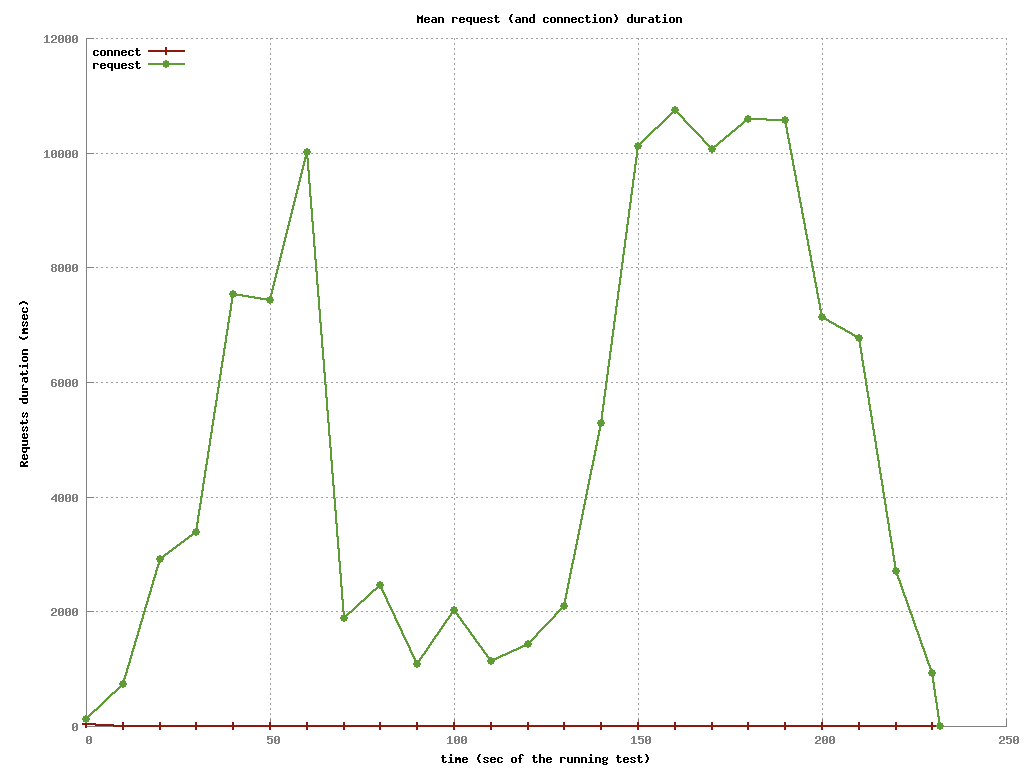 Mean request (and connection) duration
12000
connect
request
10000
8000
6000
4000
2000
0
Requests duration (msec)
0 50 100 150 200 250
time (sec of the running test)